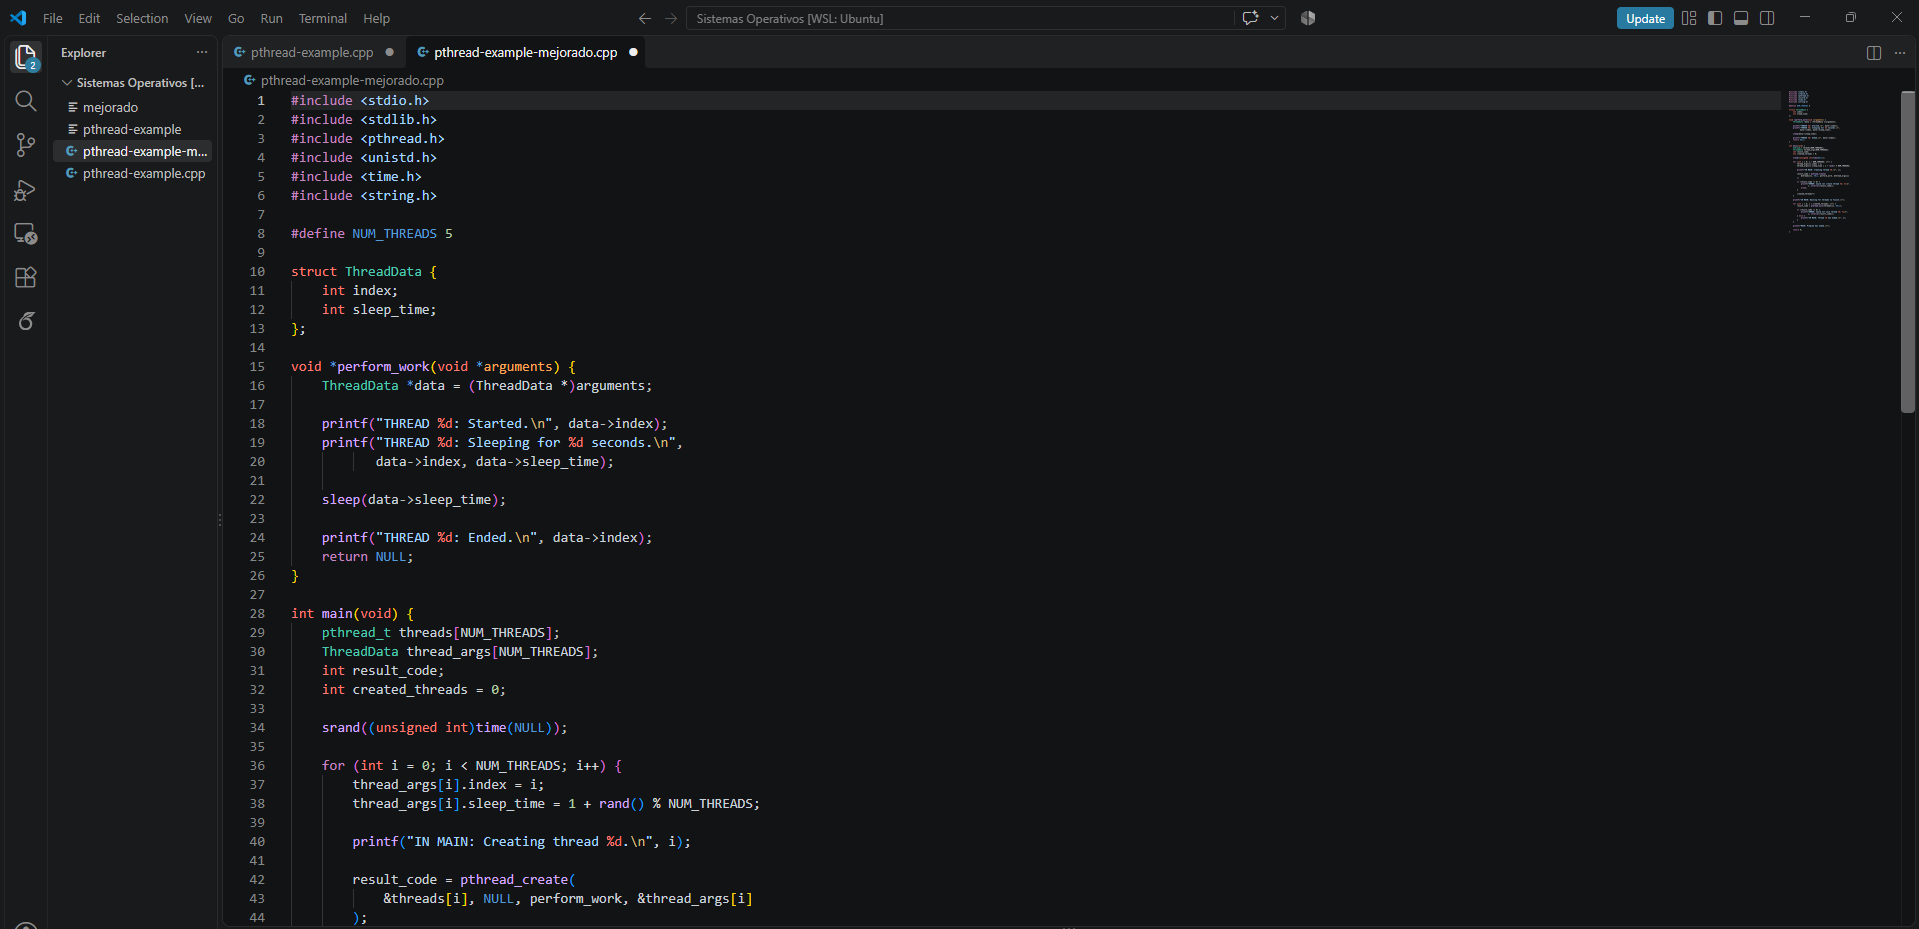 File Edit Selection View Go Run Terminal Help
Sistemas Operativos [WSL: Ubuntu]
Update
Explorer
pthread-example.cpp
pthread-example-mejorado.cpp
2
Sistemas Operativos [...
mejorado
pthread-example
pthread-example-m...
pthread-example.cpp
pthread-example-mejorado.cpp
1 #include <stdio.h>
2 #include <stdlib.h>
3 #include <pthread.h>
4 #include <unistd.h>
5 #include <time.h>
6 #include <string.h>
7
8 #define NUM_THREADS 5
9
10 struct ThreadData {
11     int index;
12     int sleep_time;
13 };
14
15 void *perform_work(void *arguments) {
16     ThreadData *data = (ThreadData *)arguments;
17
18     printf("THREAD %d: Started.\n", data->index);
19     printf("THREAD %d: Sleeping for %d seconds.\n",
20            data->index, data->sleep_time);
21
22     sleep(data->sleep_time);
23
24     printf("THREAD %d: Ended.\n", data->index);
25     return NULL;
26 }
27
28 int main(void) {
29     pthread_t threads[NUM_THREADS];
30     ThreadData thread_args[NUM_THREADS];
31     int result_code;
32     int created_threads = 0;
33
34     srand((unsigned int)time(NULL));
35
36     for (int i = 0; i < NUM_THREADS; i++) {
37         thread_args[i].index = i;
38         thread_args[i].sleep_time = 1 + rand() % NUM_THREADS;
39
40         printf("IN MAIN: Creating thread %d.\n", i);
41
42         result_code = pthread_create(
43             &threads[i], NULL, perform_work, &thread_args[i]
44         );